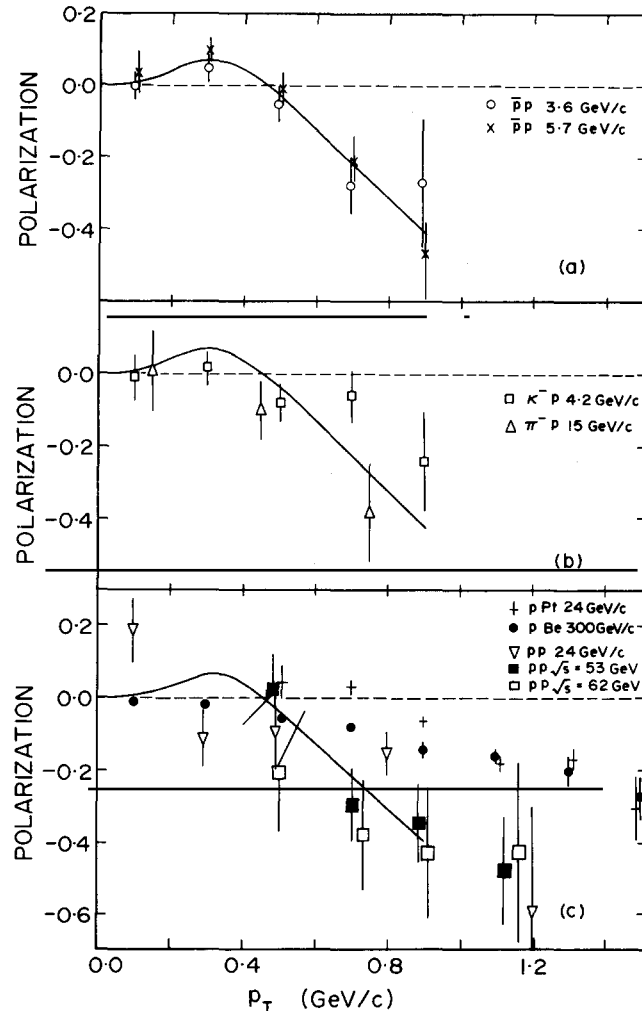 0.2
0.0
-0.2
-0.4
POLARIZATION
○ p̄p 3·6 GeV/c
x p̄p 5·7 GeV/c
(a)
0.0
-0.2
-0.4
POLARIZATION
□ κ⁻p 4·2 GeV/c
△ π⁻p 15 GeV/c
(b)
0.2
0.0
-0.2
-0.4
-0.6
POLARIZATION
+ p Pt 24 GeV/c
● p Be 300GeV/c
▽ pp 24 GeV/c
■ pp √s = 53 GeV
□ pp √s = 62 GeV
(c)
0.0 0.4 0.8 1.2
p_T (GeV/c)